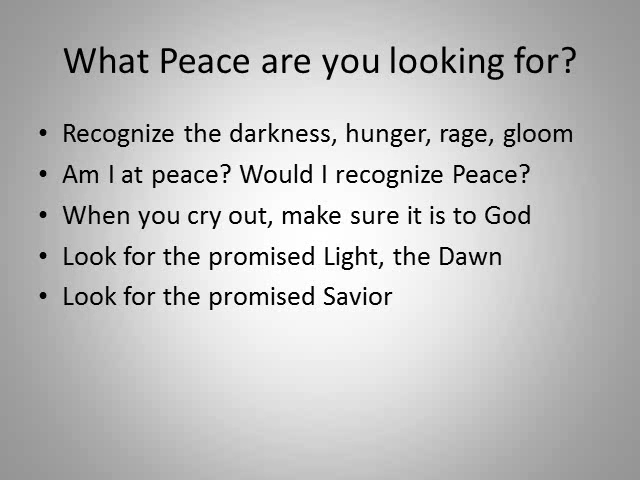 What Peace are you looking for?
• Recognize the darkness, hunger, rage, gloom
• Am I at peace? Would I recognize Peace?
• When you cry out, make sure it is to God
• Look for the promised Light, the Dawn
• Look for the promised Savior